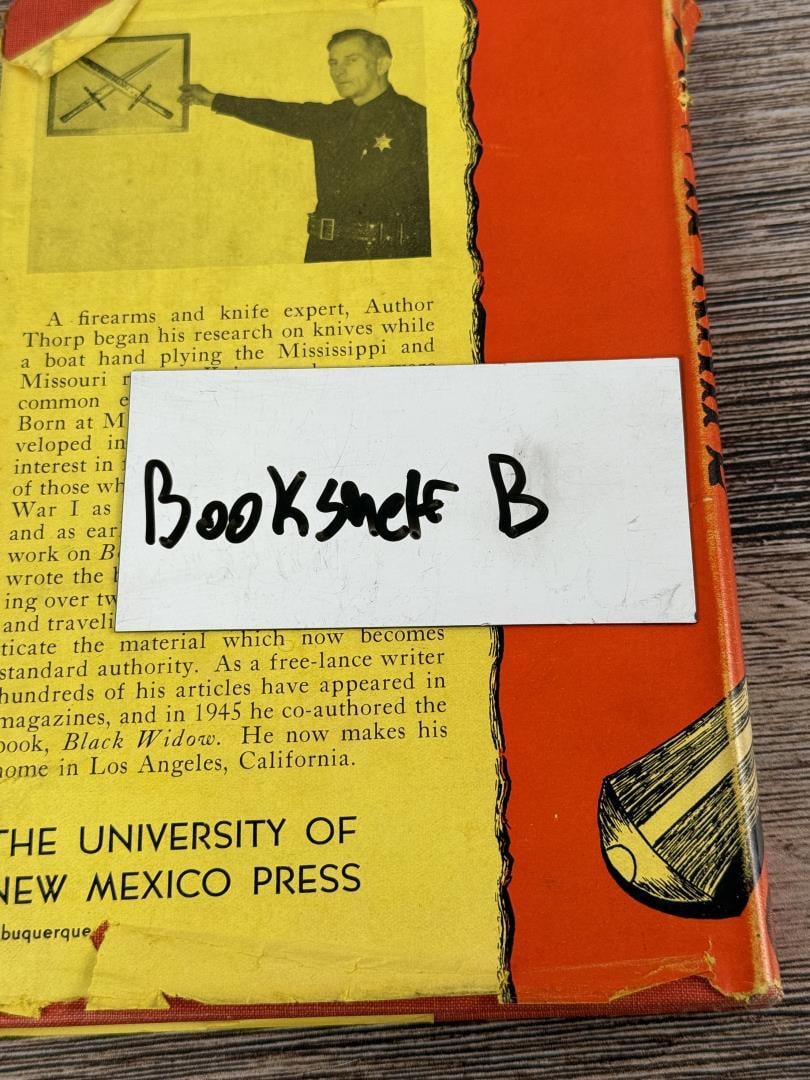 A firearms and knife expert, Author
Thorp began his research on knives while
a boat hand plying the Mississippi and
Missouri
common
Born at
veloped in
interest in
of those
War I as
and as
work on
wrote the
ing over
and
Bookshelf B
ticate the material which now becomes
standard authority. As a free-lance writer
hundreds of his articles have appeared in
magazines, and in 1945 he co-authored the
book, Black Widow. He now makes his
home in Los Angeles, California.
THE UNIVERSITY OF
NEW MEXICO PRESS
buquerque